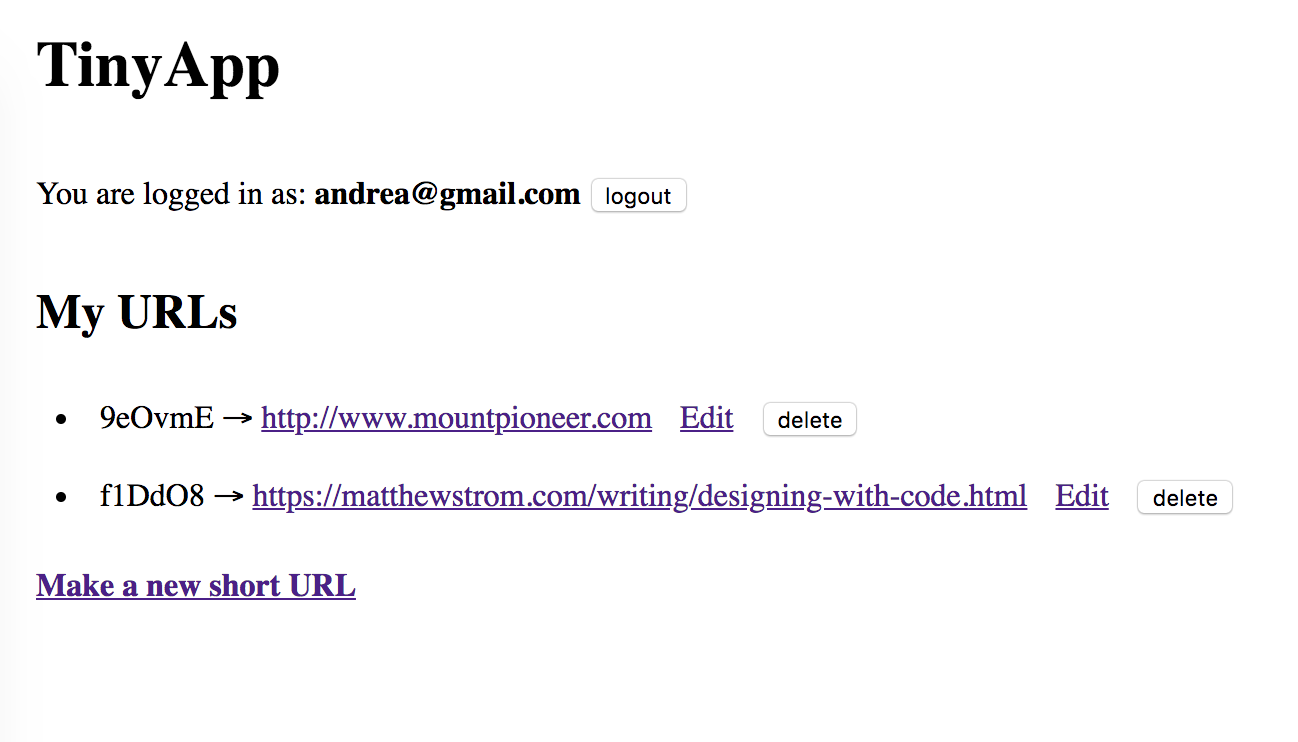 TinyApp
You are logged in as: andrea@gmail.com logout
My URLs
• 9eOvmE → http://www.mountpioneer.com Edit delete
• f1DdO8 → https://matthewstrom.com/writing/designing-with-code.html Edit delete
Make a new short URL